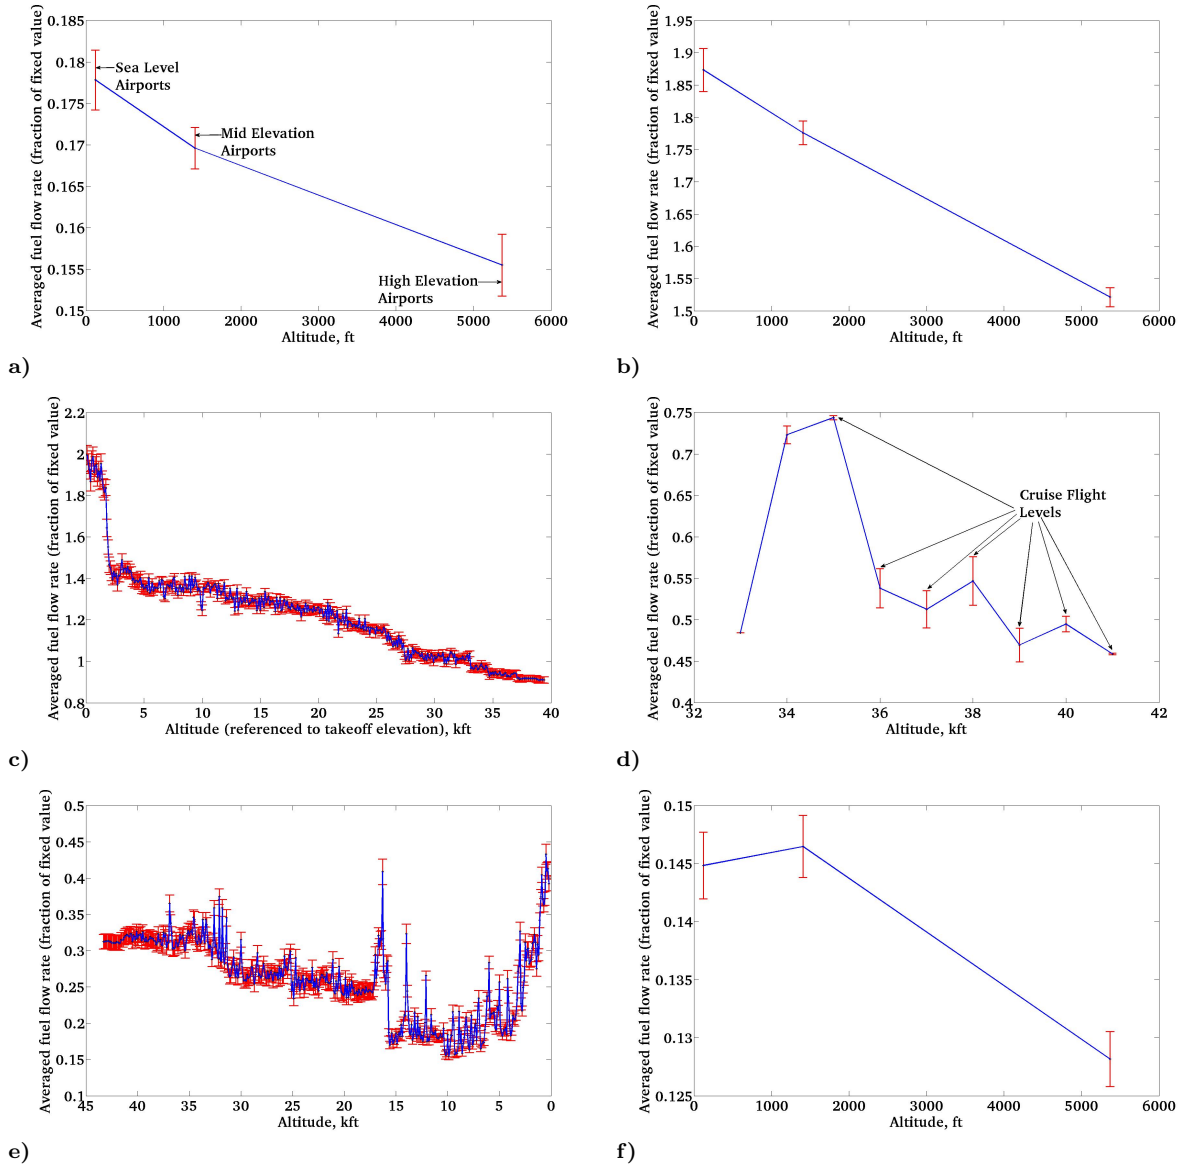 Averaged fuel flow rate (fraction of fixed value)
0.185
0.18
0.175
0.17
0.165
0.16
0.155
0.15
Sea Level
Airports
Mid Elevation
Airports
High Elevation
Airports
0 1000 2000 3000 4000 5000 6000
Altitude, ft
a)
Averaged fuel flow rate (fraction of fixed value)
1.95
1.9
1.85
1.8
1.75
1.7
1.65
1.6
1.55
1.5
0 1000 2000 3000 4000 5000 6000
Altitude, ft
b)
Averaged fuel flow rate (fraction of fixed value)
2.2
2
1.8
1.6
1.4
1.2
1
0.8
0 5 10 15 20 25 30 35 40
Altitude (referenced to takeoff elevation), kft
c)
Averaged fuel flow rate (fraction of fixed value)
0.75
0.7
0.65
0.6
0.55
0.5
0.45
0.4
Cruise Flight
Levels
32 34 36 38 40 42
Altitude, kft
d)
Averaged fuel flow rate (fraction of fixed value)
0.5
0.45
0.4
0.35
0.3
0.25
0.2
0.15
0.1
45 40 35 30 25 20 15 10 5 0
Altitude, kft
e)
Averaged fuel flow rate (fraction of fixed value)
0.15
0.145
0.14
0.135
0.13
0.125
0 1000 2000 3000 4000 5000 6000
Altitude, ft
f)